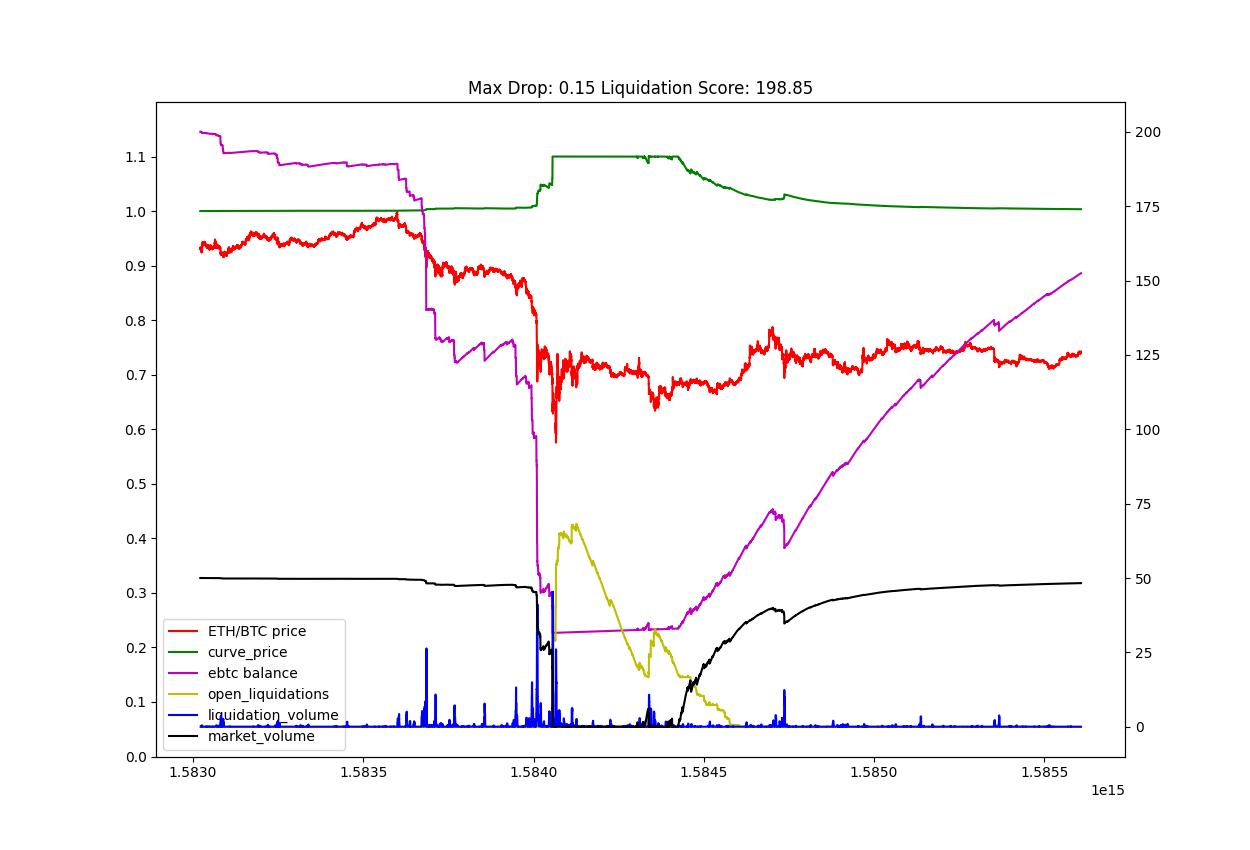 Max Drop: 0.15 Liquidation Score: 198.85
1.1
1.0
0.9
0.8
0.7
0.6
0.5
0.4
0.3
0.2
0.1
0.0
200
175
150
125
100
75
50
25
0
ETH/BTC price
curve_price
ebtc balance
open_liquidations
liquidation_volume
market_volume
1.5830 1.5835 1.5840 1.5845 1.5850 1.5855
1e15